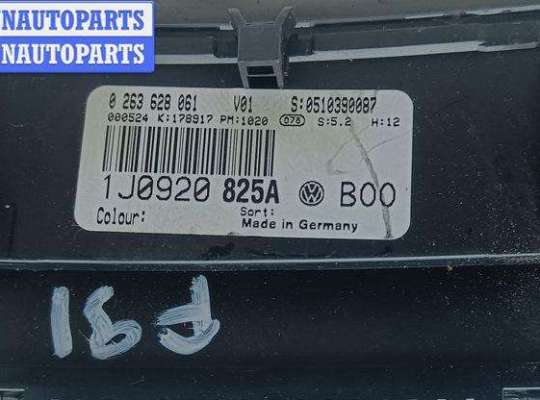 NAUTOPARTS
NAUTOPARTS
0 263 628 061 V01 S:0510390087
000524 K:178917 PM:1020 078 S:5.2 H:12
1J0920 825A B00
Colour: Sort:
Made in Germany